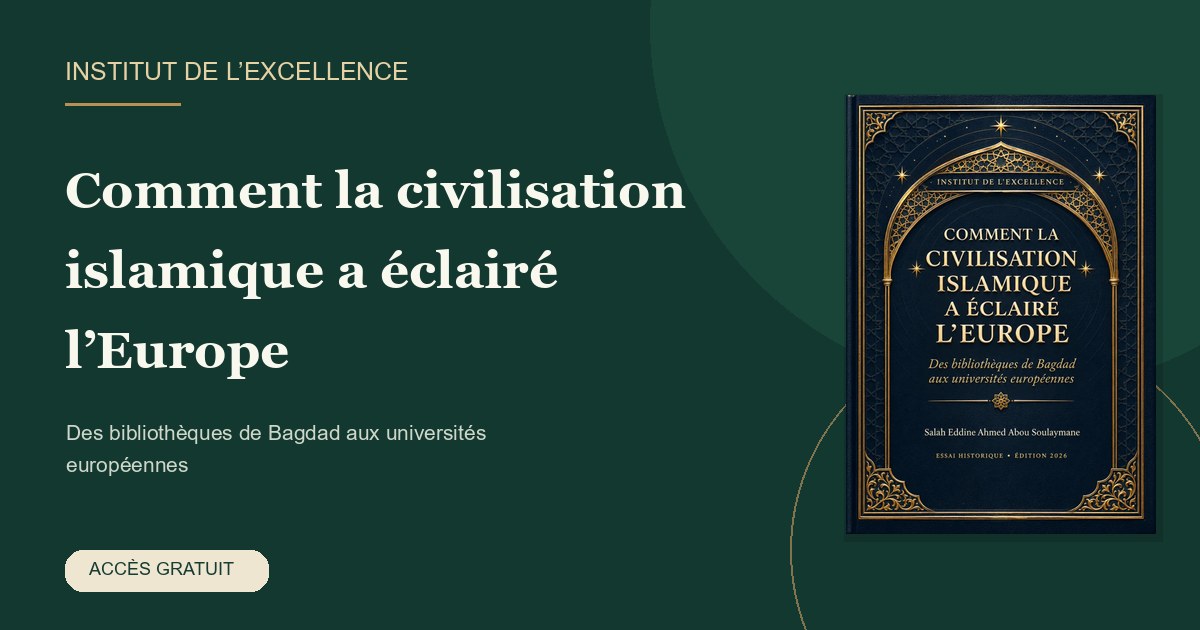 INSTITUT DE L’EXCELLENCE
Comment la civilisation
islamique a éclairé
l’Europe
Des bibliothèques de Bagdad aux universités
européennes
ACCÈS GRATUIT
INSTITUT DE L’EXCELLENCE
COMMENT LA
CIVILISATION
ISLAMIQUE
A ÉCLAIRÉ
L’EUROPE
Des bibliothèques de Bagdad
aux universités européennes
Salah Eddine Ahmed Abou Soulaymane
ESSAI HISTORIQUE • ÉDITION 2026